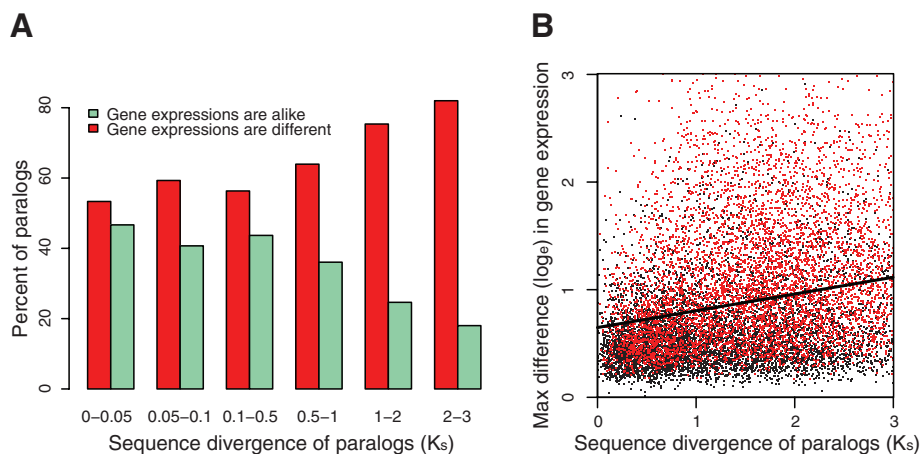 A
Gene expressions are alike
Gene expressions are different
Percent of paralogs
0
20
40
60
80
0–0.05
0.05–0.1
0.1–0.5
0.5–1
1–2
2–3
Sequence divergence of paralogs (Ks)
B
Max difference (loge) in gene expression
0
1
2
3
0
1
2
3
Sequence divergence of paralogs (Ks)